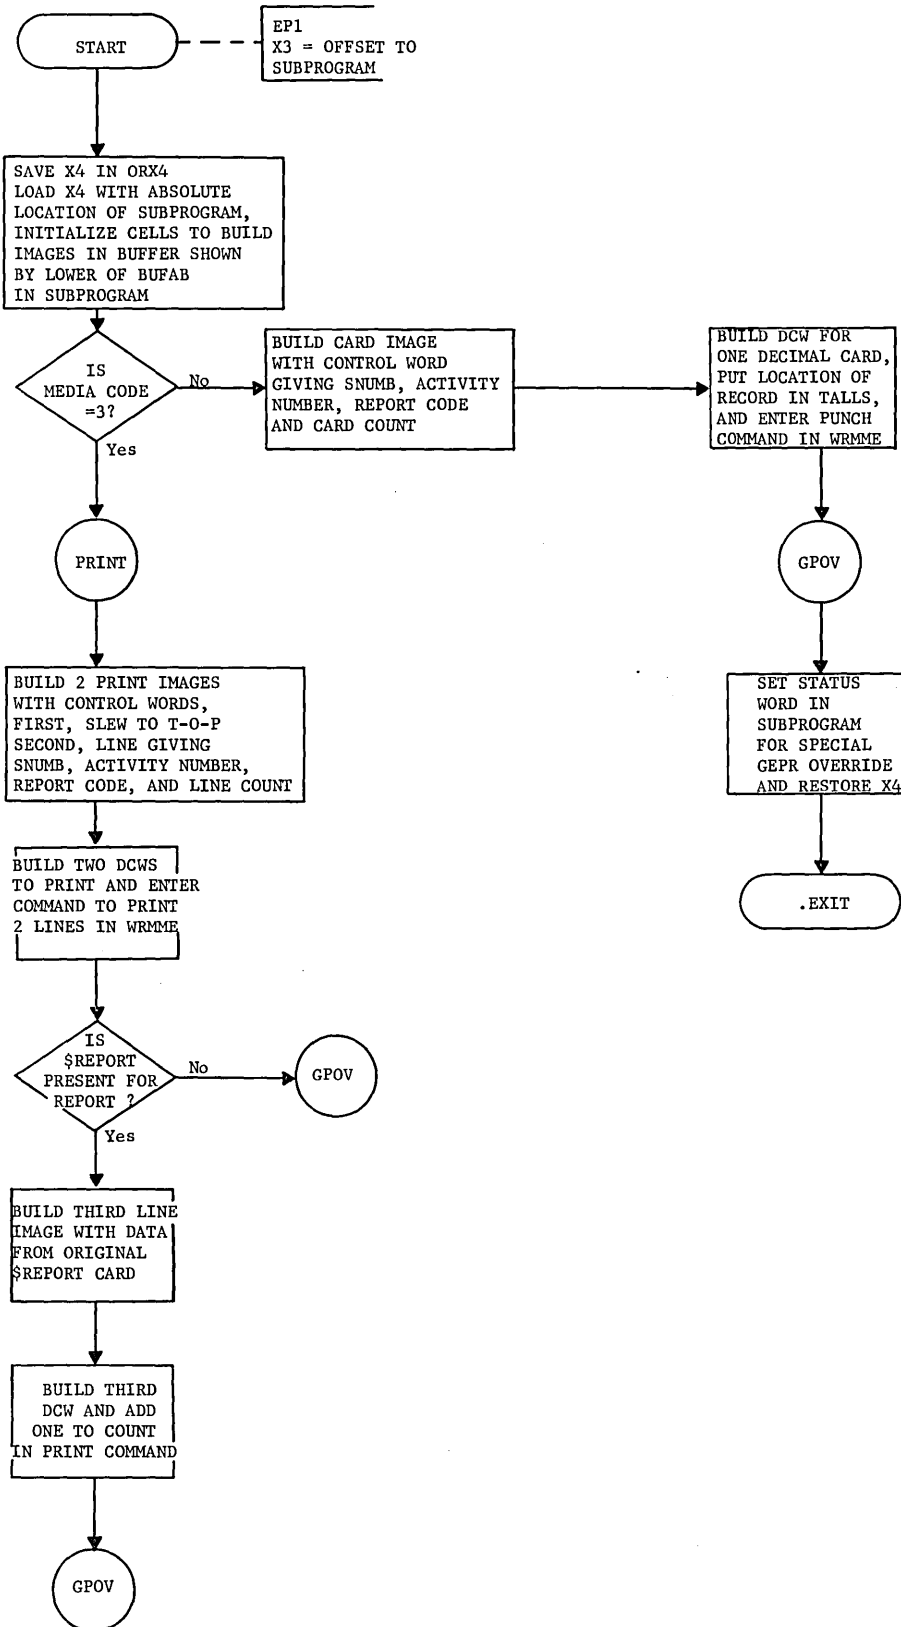 START
EP1
X3 = OFFSET TO
SUBPROGRAM
SAVE X4 IN ORX4
LOAD X4 WITH ABSOLUTE
LOCATION OF SUBPROGRAM,
INITIALIZE CELLS TO BUILD
IMAGES IN BUFFER SHOWN
BY LOWER OF BUFAB
IN SUBPROGRAM
IS
MEDIA CODE
=3?
No
Yes
BUILD CARD IMAGE
WITH CONTROL WORD
GIVING SNUMB, ACTIVITY
NUMBER, REPORT CODE
AND CARD COUNT
BUILD DCW FOR
ONE DECIMAL CARD,
PUT LOCATION OF
RECORD IN TALLS,
AND ENTER PUNCH
COMMAND IN WRMME
PRINT
GPOV
BUILD 2 PRINT IMAGES
WITH CONTROL WORDS,
FIRST, SLEW TO T-O-P
SECOND, LINE GIVING
SNUMB, ACTIVITY NUMBER,
REPORT CODE, AND LINE COUNT
SET STATUS
WORD IN
SUBPROGRAM
FOR SPECIAL
GEPR OVERRIDE
AND RESTORE X4
BUILD TWO DCWS
TO PRINT AND ENTER
COMMAND TO PRINT
2 LINES IN WRMME
.EXIT
IS
$REPORT
PRESENT FOR
REPORT ?
No
Yes
GPOV
BUILD THIRD LINE
IMAGE WITH DATA
FROM ORIGINAL
$REPORT CARD
BUILD THIRD
DCW AND ADD
ONE TO COUNT
IN PRINT COMMAND
GPOV